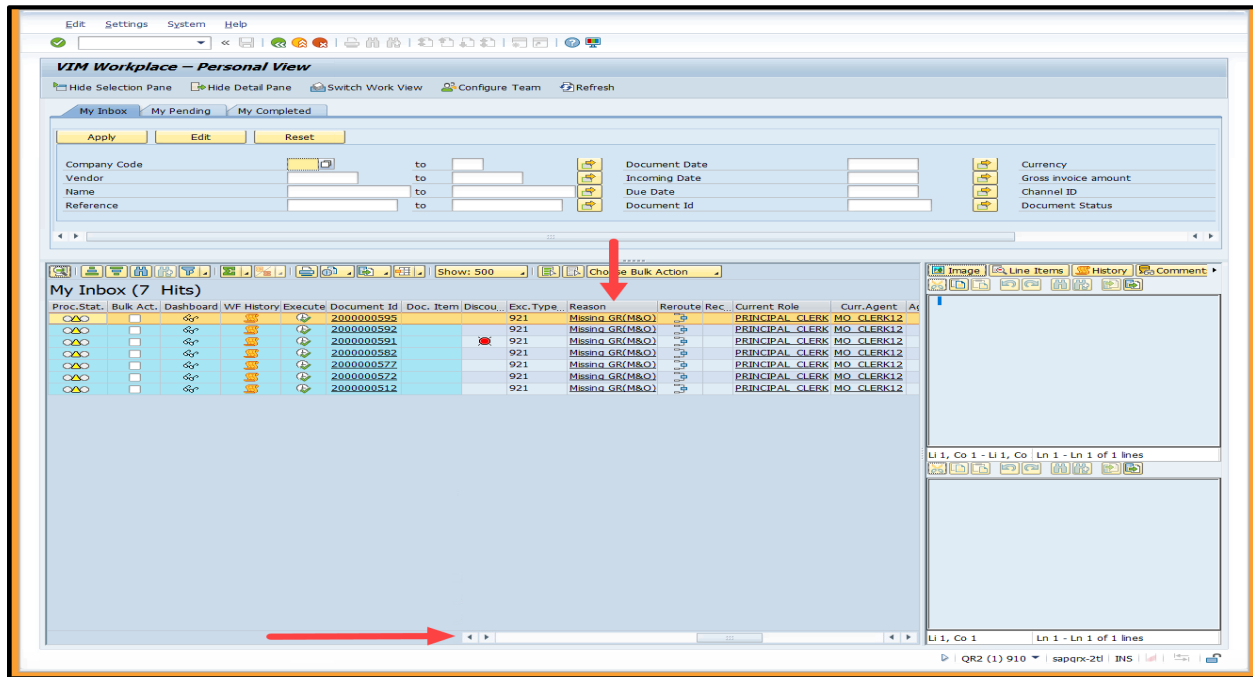 Edit Settings System Help
VIM Workplace – Personal View
Hide Selection Pane Hide Detail Pane Switch Work View Configure Team Refresh
My Inbox My Pending My Completed
Apply Edit Reset
Company Code to Document Date Currency
Vendor to Incoming Date Gross invoice amount
Name to Due Date Channel ID
Reference to Document Id Document Status
Show: 500 Choose Bulk Action Image Line Items History Comment
My Inbox (7 Hits)
Proc.Stat. Bulk Act. Dashboard WF History Execute Document Id Doc. Item Discou... Exc.Type Reason Reroute Rec... Current Role Curr.Agent
2000000595 921 Missing GR(M&O) PRINCIPAL_CLERK MO_CLERK12
2000000592 921 Missing GR(M&O) PRINCIPAL_CLERK MO_CLERK12
2000000591 921 Missing GR(M&O) PRINCIPAL_CLERK MO_CLERK12
2000000582 921 Missing GR(M&O) PRINCIPAL_CLERK MO_CLERK12
2000000577 921 Missing GR(M&O) PRINCIPAL_CLERK MO_CLERK12
2000000572 921 Missing GR(M&O) PRINCIPAL_CLERK MO_CLERK12
2000000512 921 Missing GR(M&O) PRINCIPAL_CLERK MO_CLERK12
Li 1, Co 1 - Li 1, Co Ln 1 - Ln 1 of 1 lines
Li 1, Co 1 Ln 1 - Ln 1 of 1 lines
QR2 (1) 910 sapqrx-2tl INS